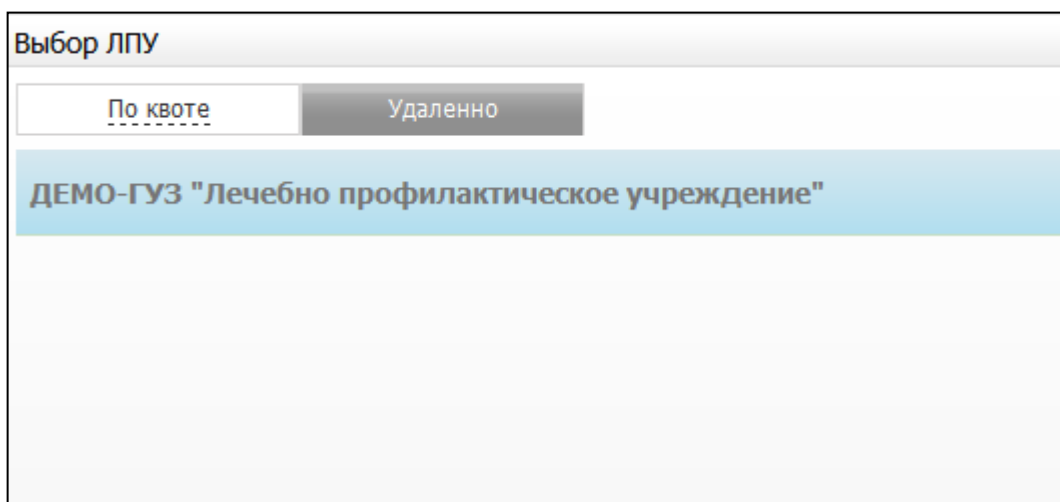 Выбор ЛПУ
По квоте Удаленно
ДЕМО-ГУЗ "Лечебно профилактическое учреждение"